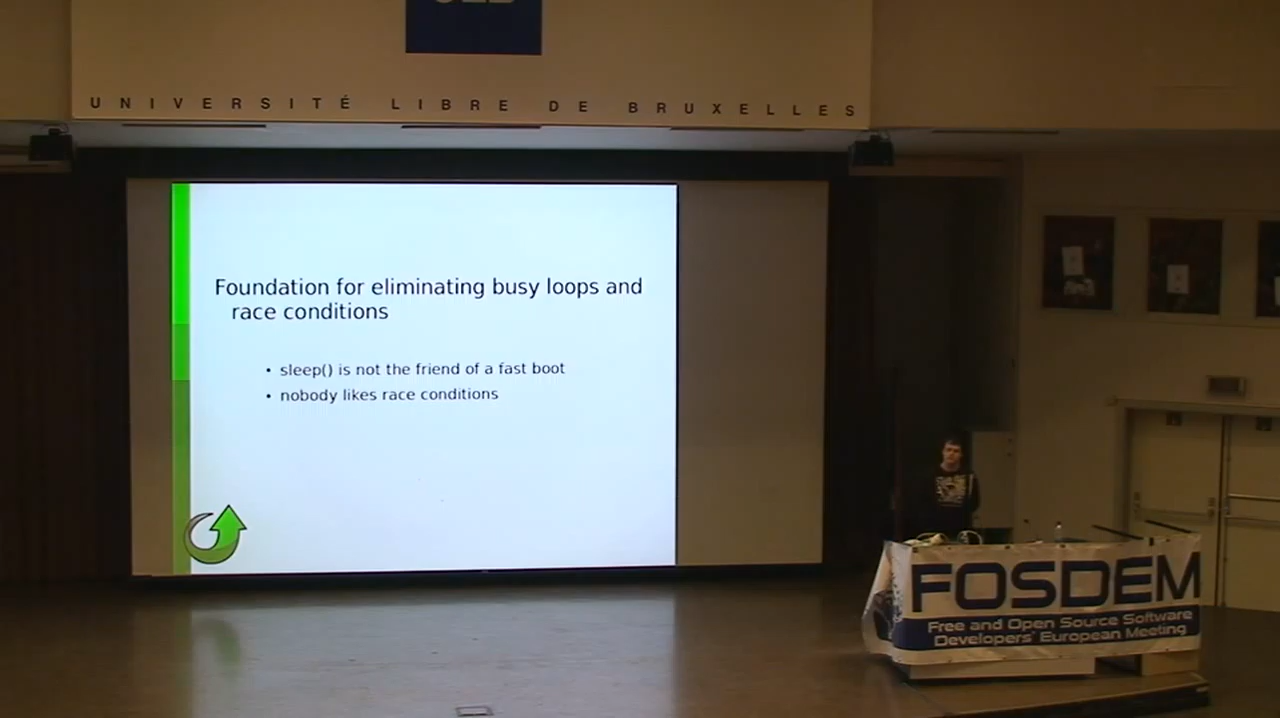 UNIVERSITÉ LIBRE DE BRUXELLES
Foundation for eliminating busy loops and
race conditions
• sleep() is not the friend of a fast boot
• nobody likes race conditions
FOSDEM
Free and Open Source Software
Developers' European Meeting